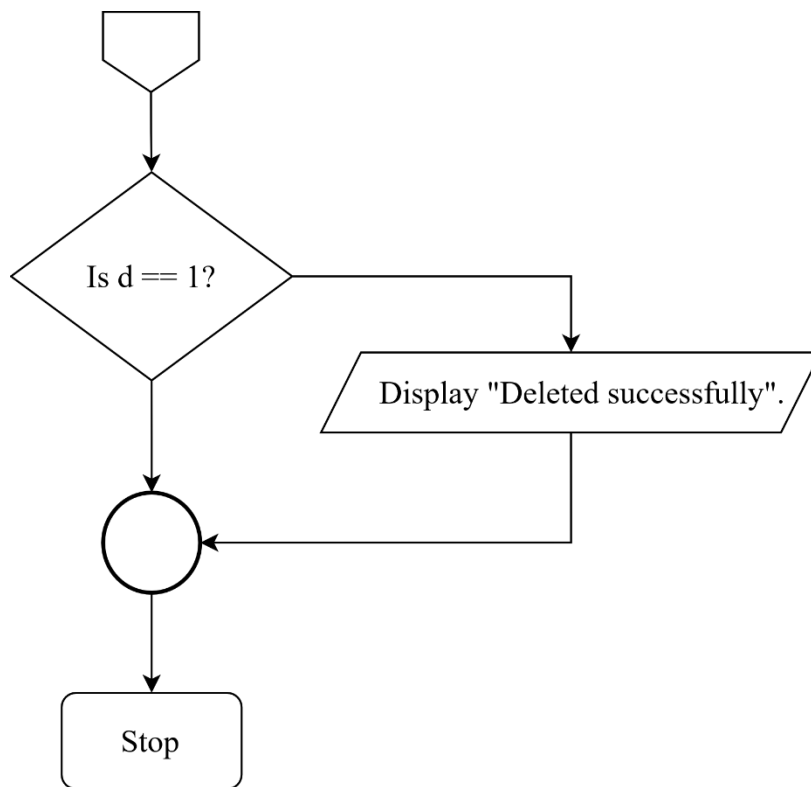 Is d == 1?
Display "Deleted successfully".
Stop